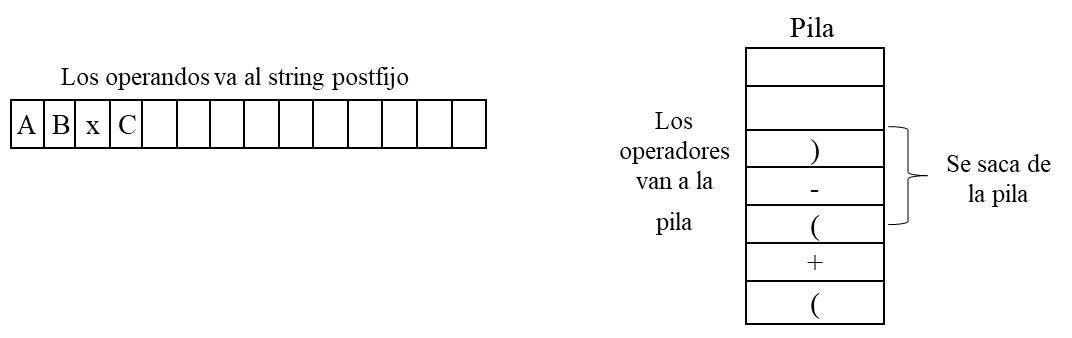 Los operandos va al string postfijo
A B x C
Pila
Los
operadores
van a la
pila
)
-
(
+
(
Se saca de
la pila